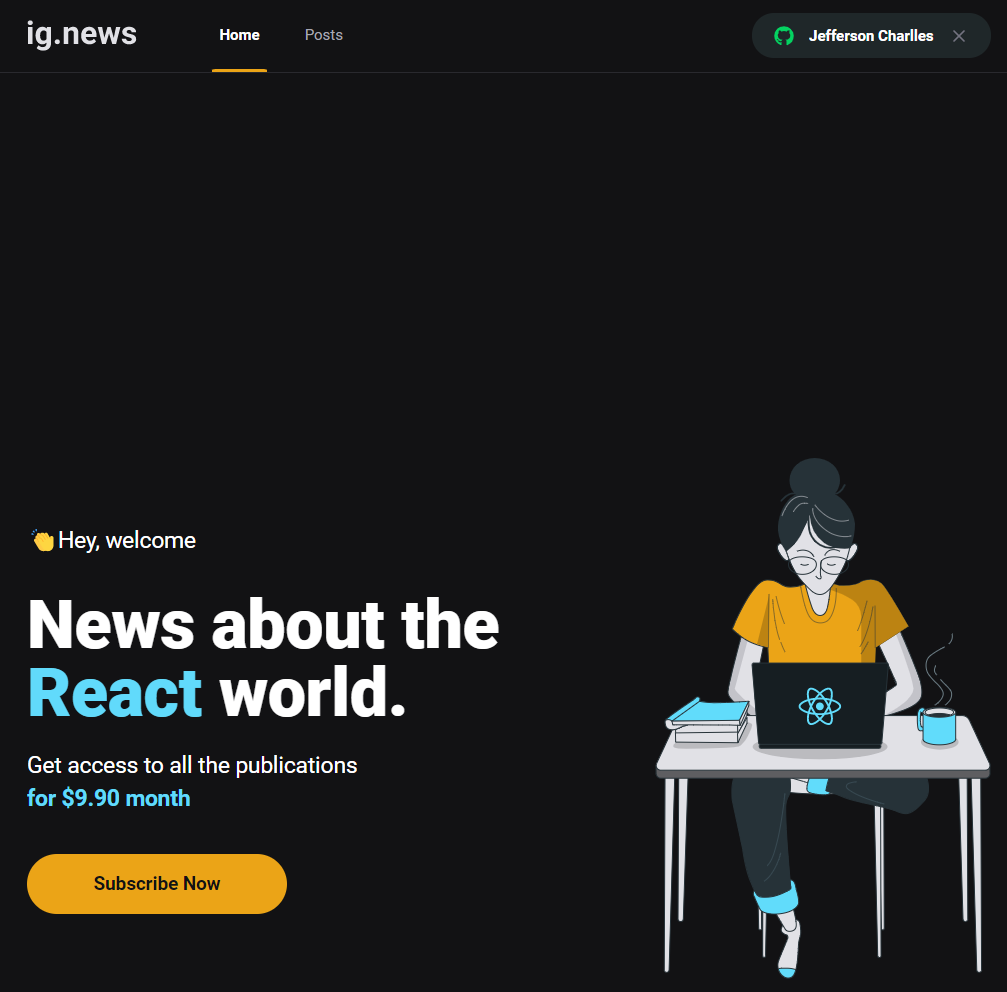 ig.news
Home
Posts
Jefferson Charlles
👏Hey, welcome
News about the
React world.
Get access to all the publications
for $9.90 month
Subscribe Now